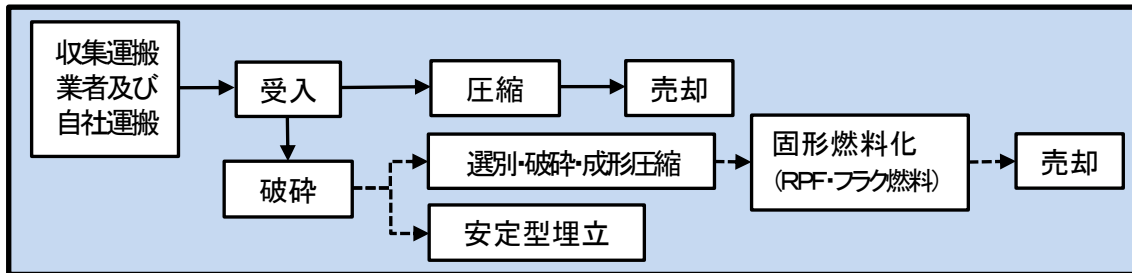 収集運搬
業者及び
自社運搬
受入
圧縮
売却
破砕
選別・破砕・成形圧縮
固形燃料化
（RPF・フラク燃料）
売却
安定型埋立